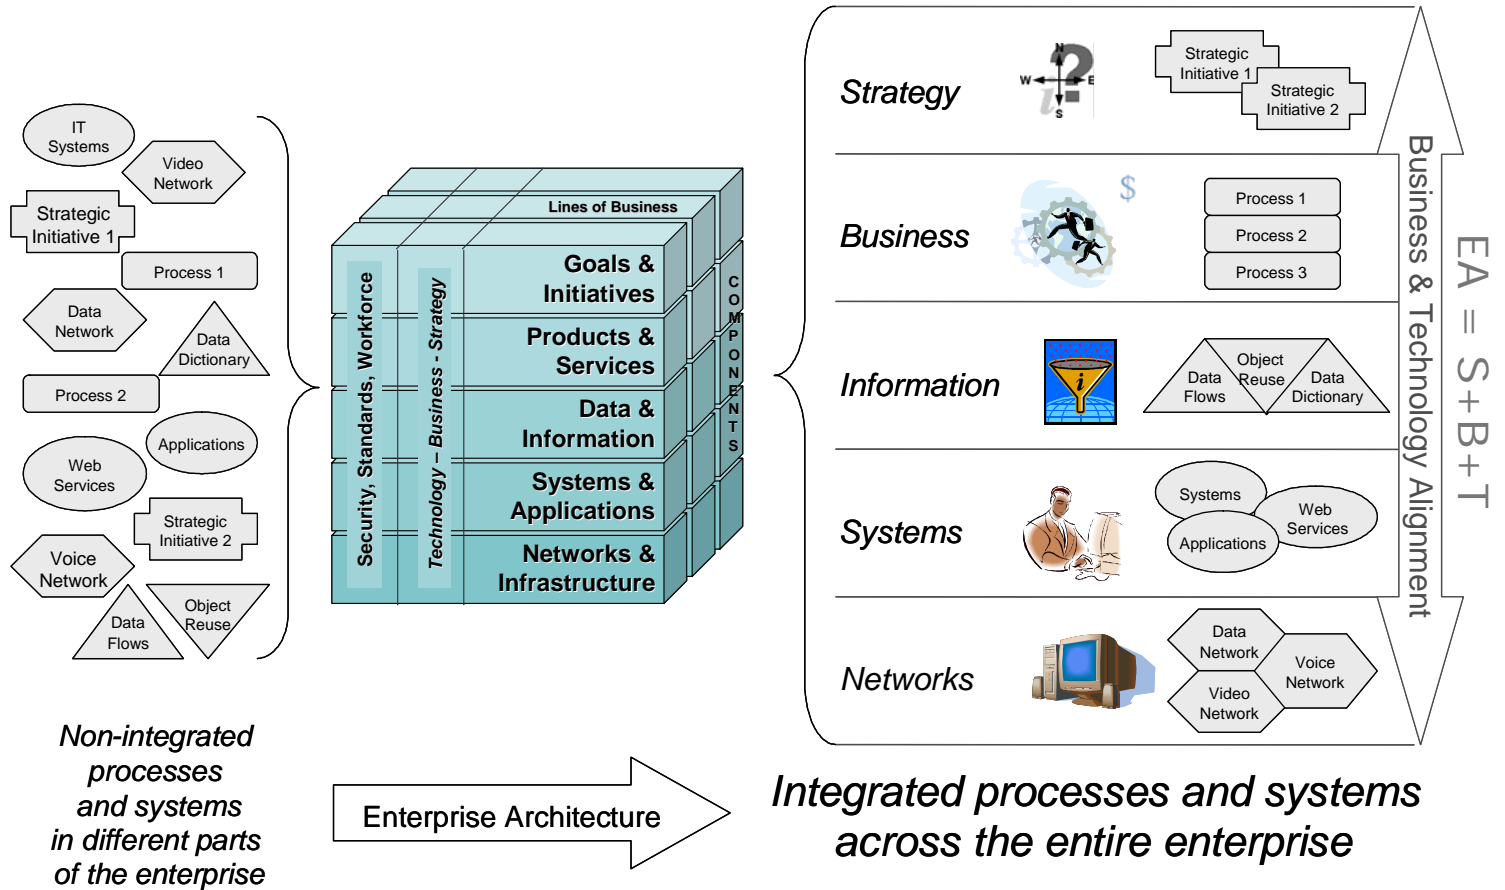 IT
Systems
Video
Network
Strategic
Initiative 1
Process 1
Data
Network
Data
Dictionary
Process 2
Applications
Web
Services
Strategic
Initiative 2
Voice
Network
Data
Flows
Object
Reuse
Non-integrated
processes
and systems
in different parts
of the enterprise
Lines of Business
COMPONENTS
Security, Standards, Workforce
Technology – Business - Strategy
Goals &
Initiatives
Products &
Services
Data &
Information
Systems &
Applications
Networks &
Infrastructure
Enterprise Architecture
Strategy
N
W
E
S
?
i
Strategic
Initiative 1
Strategic
Initiative 2
Business
$
Process 1
Process 2
Process 3
Information
i
Data
Flows
Object
Reuse
Data
Dictionary
Systems
Systems
Web
Services
Applications
Networks
Data
Network
Voice
Network
Video
Network
Business & Technology Alignment
EA = S+B+T
Integrated processes and systems
across the entire enterprise